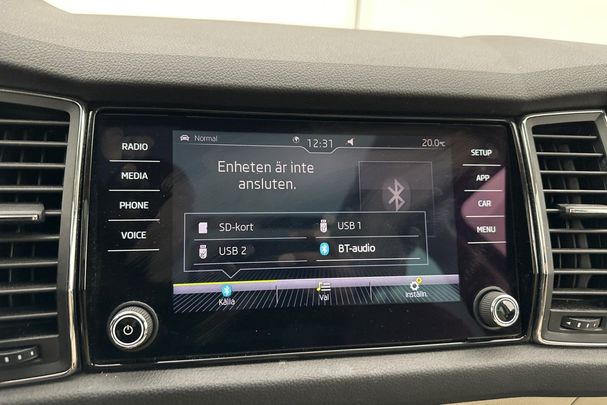 RADIO
MEDIA
PHONE
VOICE
Normal
12:31
20.0°C
Enheten är inte
ansluten.
SD-kort
USB 1
USB 2
BT-audio
Källa
Val
Inställn.
SETUP
APP
CAR
MENU